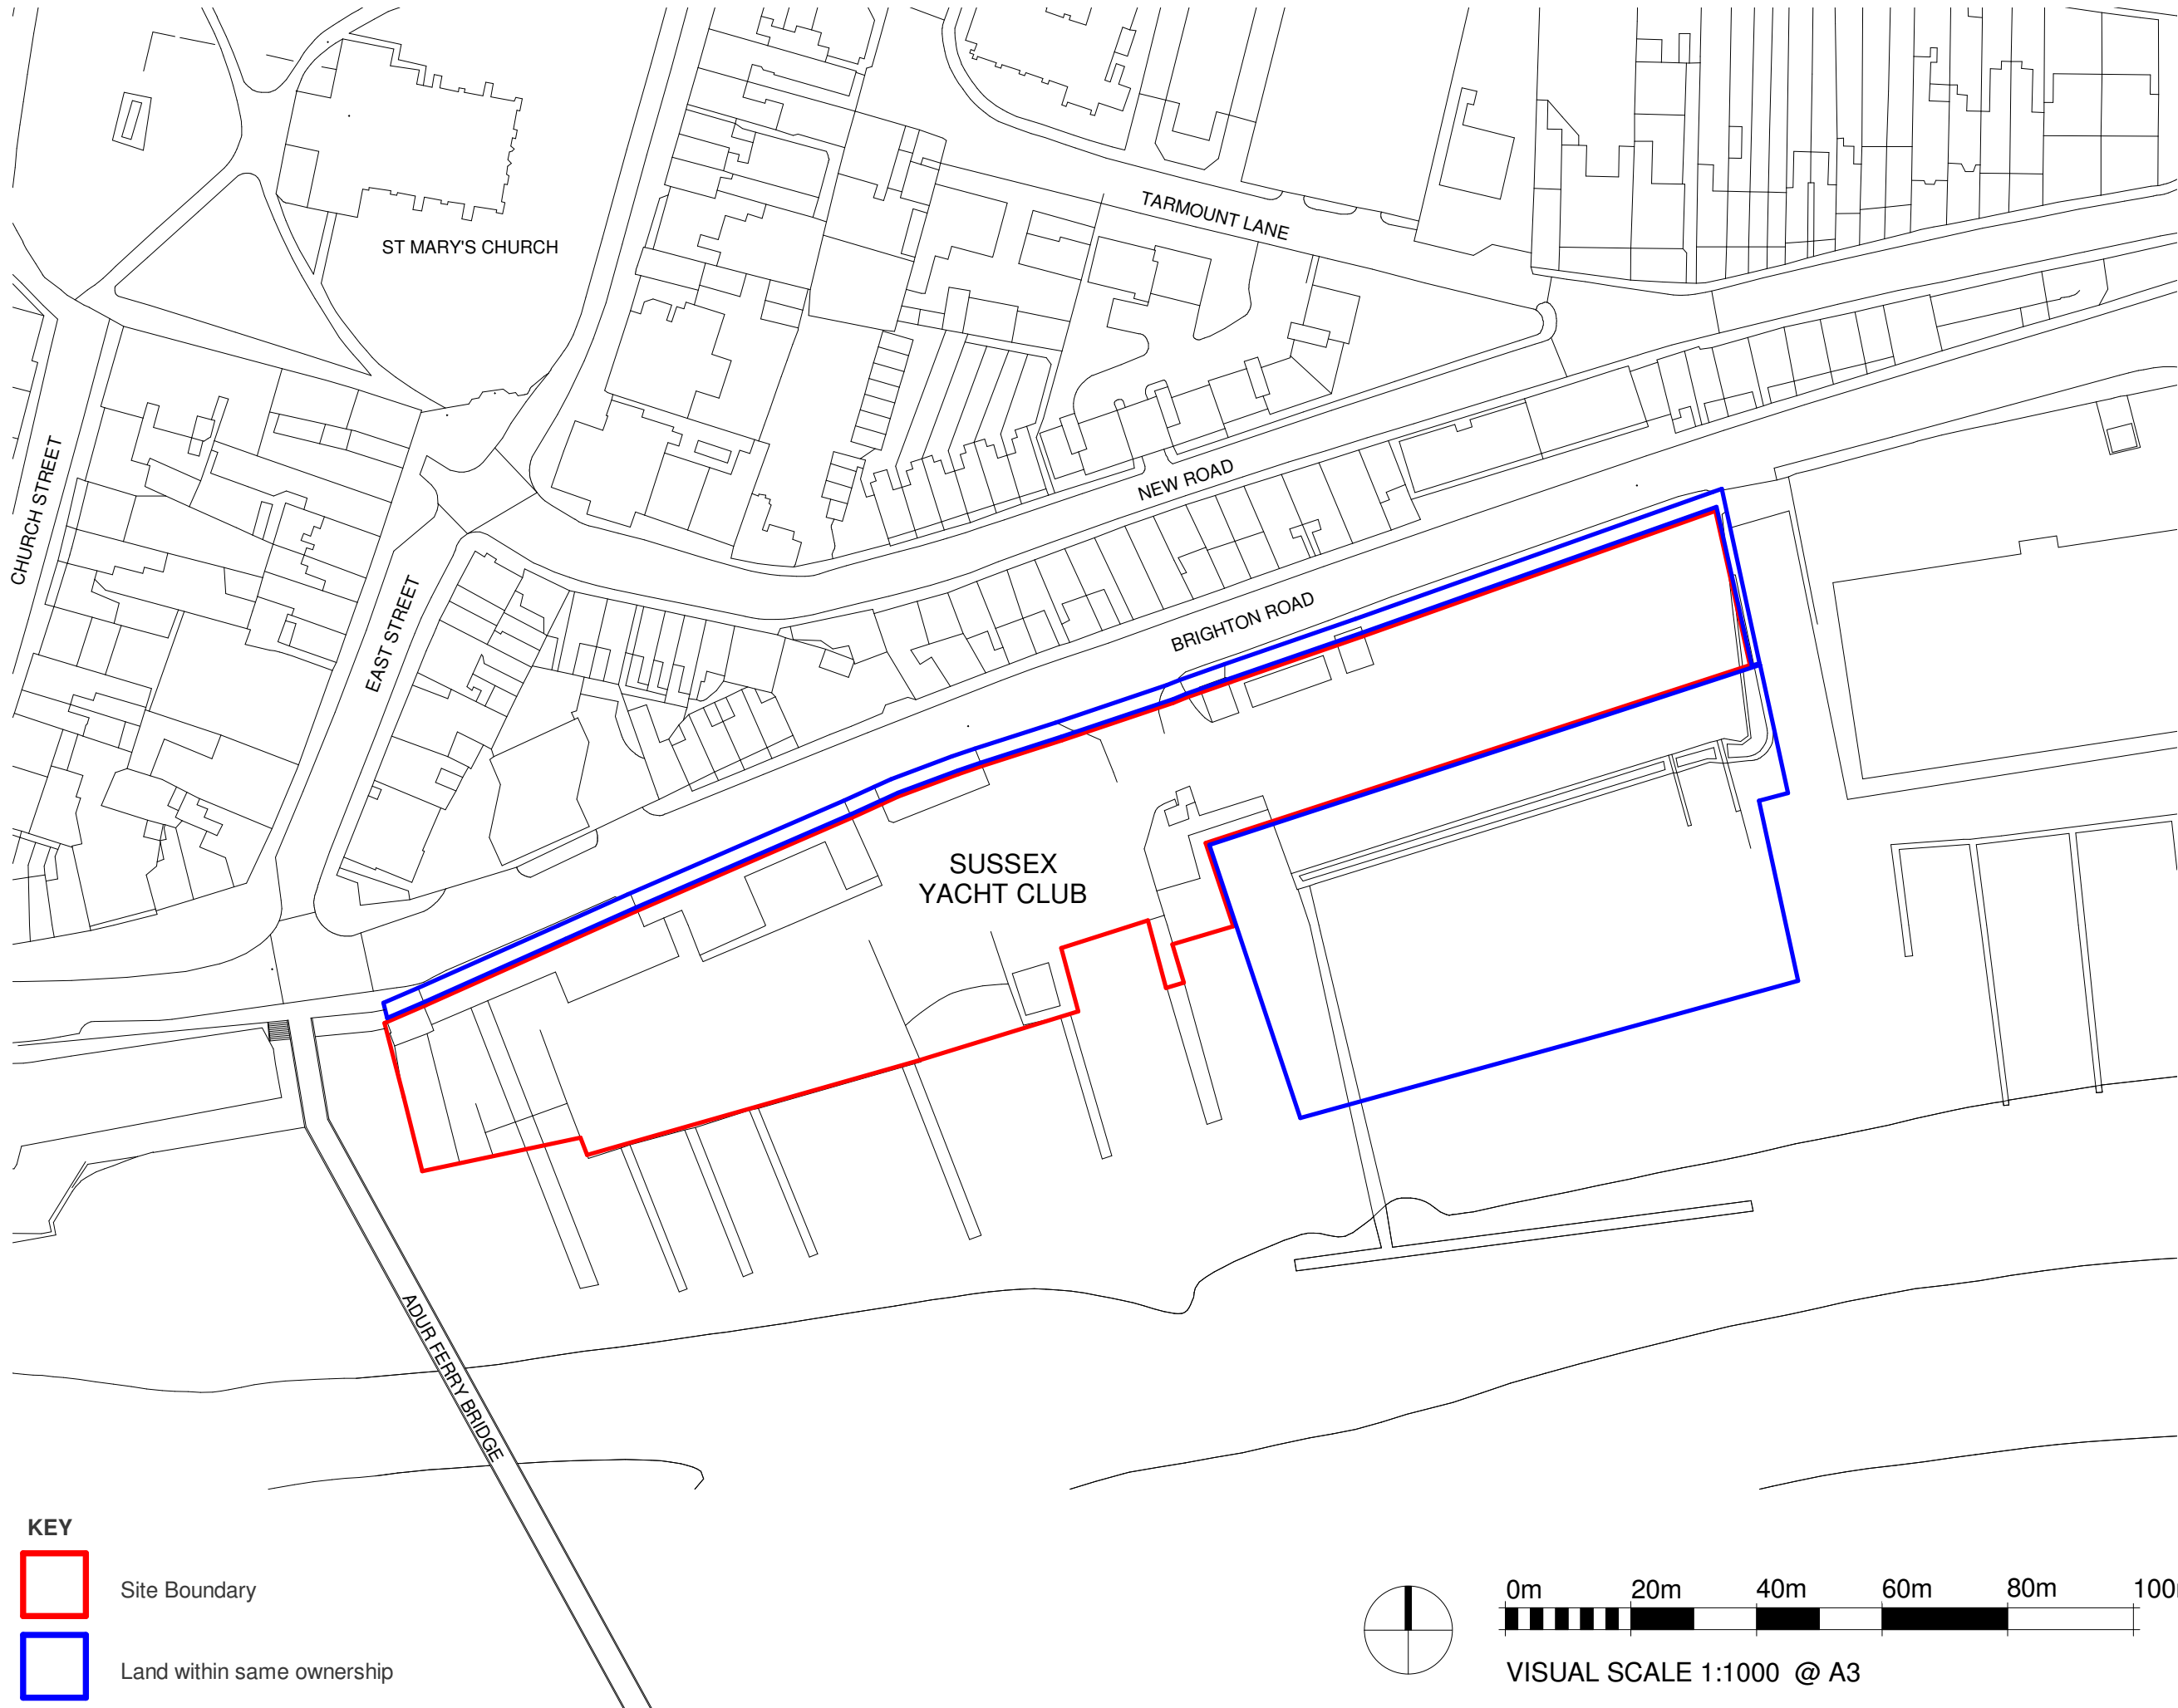 TARMOUNT LANE
ST MARY'S CHURCH
CHURCH STREET
NEW ROAD
EAST STREET
BRIGHTON ROAD
SUSSEX
YACHT CLUB
ADUR FERRY BRIDGE
KEY
Site Boundary
Land within same ownership
0m 20m 40m 60m 80m 100
VISUAL SCALE 1:1000 @ A3